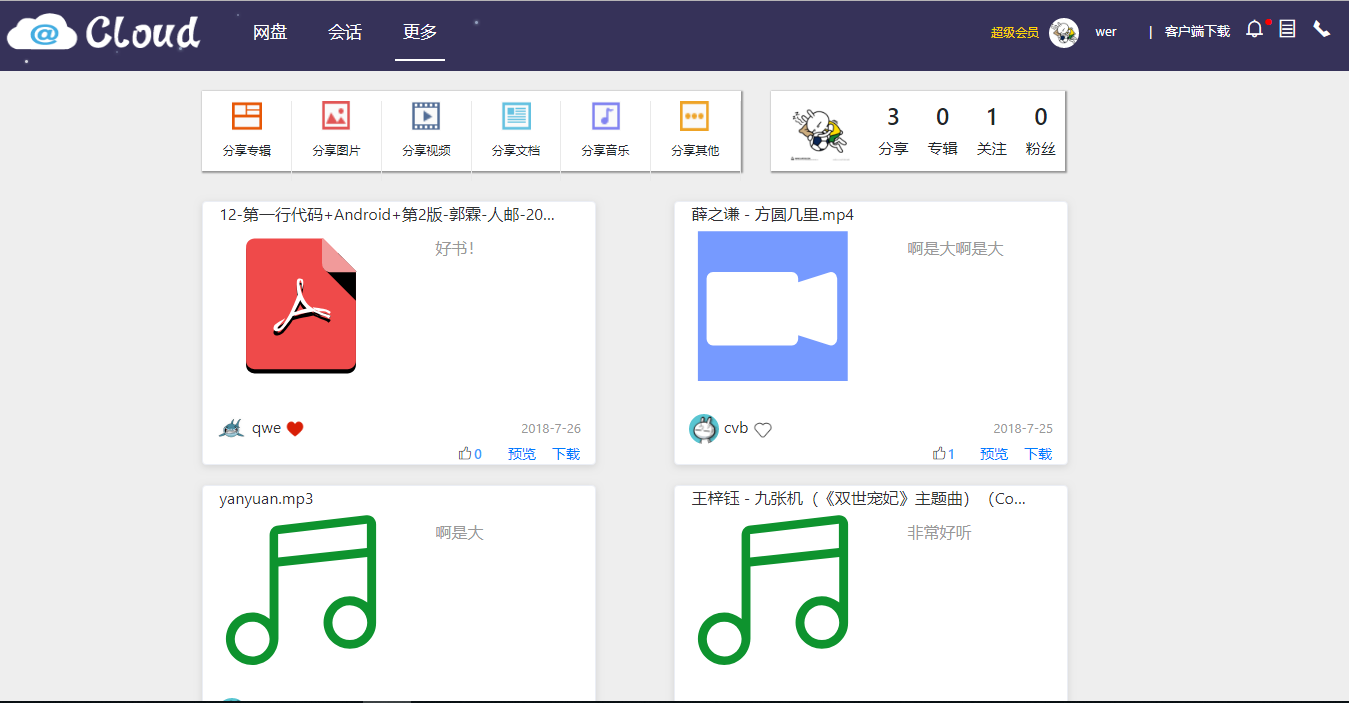 @ Cloud
网盘
会话
更多
超级会员
wer
| 客户端下载
分享专辑
分享图片
分享视频
分享文档
分享音乐
分享其他
3 0 1 0
分享 专辑 关注 粉丝
12-第一行代码+Android+第2版-郭霖-人邮-20...
好书！
qwe
2018-7-26
0 预览 下载
薛之谦 - 方圆几里.mp4
啊是大啊是大
cvb
2018-7-25
1 预览 下载
yanyuan.mp3
啊是大
王梓钰 - 九张机（《双世宠妃》主题曲）（Co...
非常好听